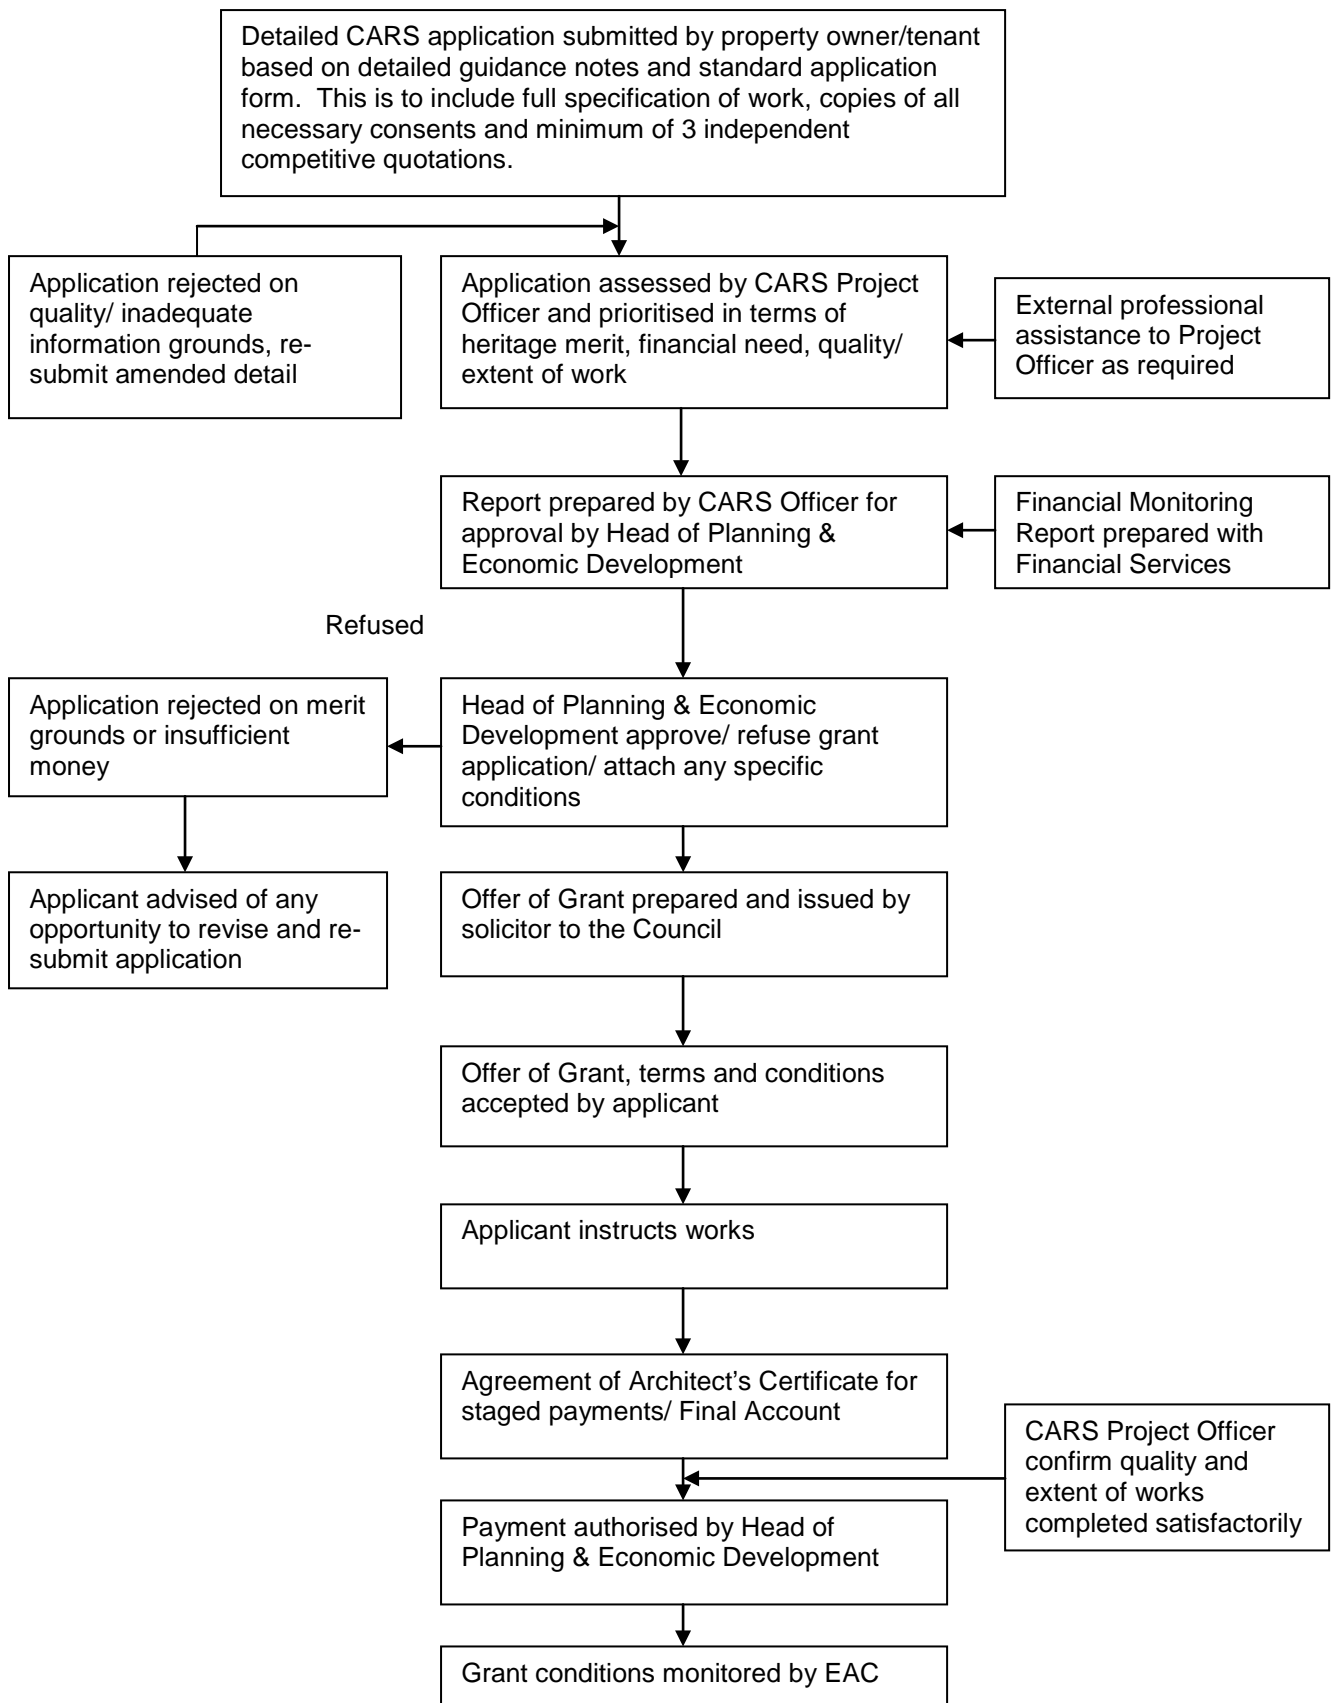 Detailed CARS application submitted by property owner/tenant
based on detailed guidance notes and standard application
form.  This is to include full specification of work, copies of all
necessary consents and minimum of 3 independent
competitive quotations.
Application rejected on
quality/ inadequate
information grounds, re-
submit amended detail
Application assessed by CARS Project
Officer and prioritised in terms of
heritage merit, financial need, quality/
extent of work
External professional
assistance to Project
Officer as required
Report prepared by CARS Officer for
approval by Head of Planning &
Economic Development
Financial Monitoring
Report prepared with
Financial Services
Refused
Application rejected on merit
grounds or insufficient
money
Head of Planning & Economic
Development approve/ refuse grant
application/ attach any specific
conditions
Applicant advised of any
opportunity to revise and re-
submit application
Offer of Grant prepared and issued by
solicitor to the Council
Offer of Grant, terms and conditions
accepted by applicant
Applicant instructs works
Agreement of Architect's Certificate for
staged payments/ Final Account
CARS Project Officer
confirm quality and
extent of works
completed satisfactorily
Payment authorised by Head of
Planning & Economic Development
Grant conditions monitored by EAC